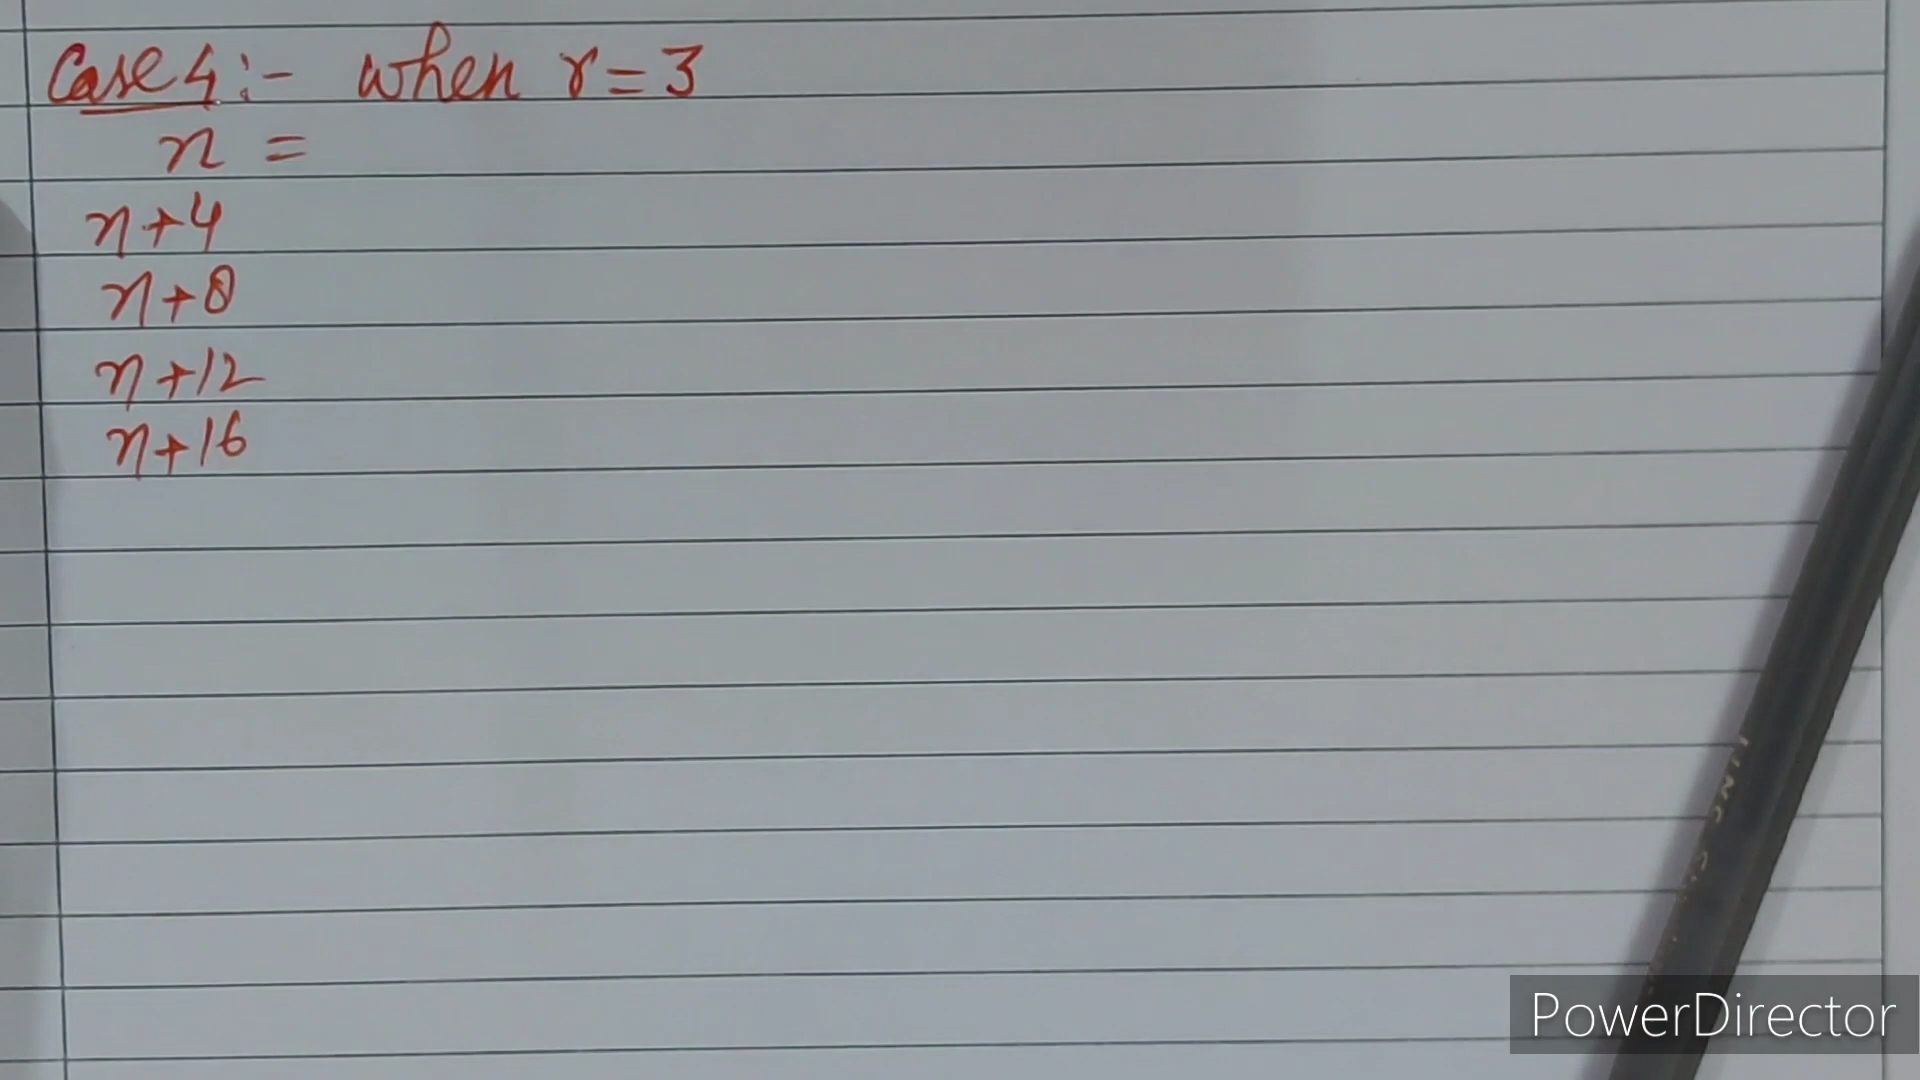 Case 4:- when r=3
n =
n+4
n+8
n+12
n+16
PowerDirector